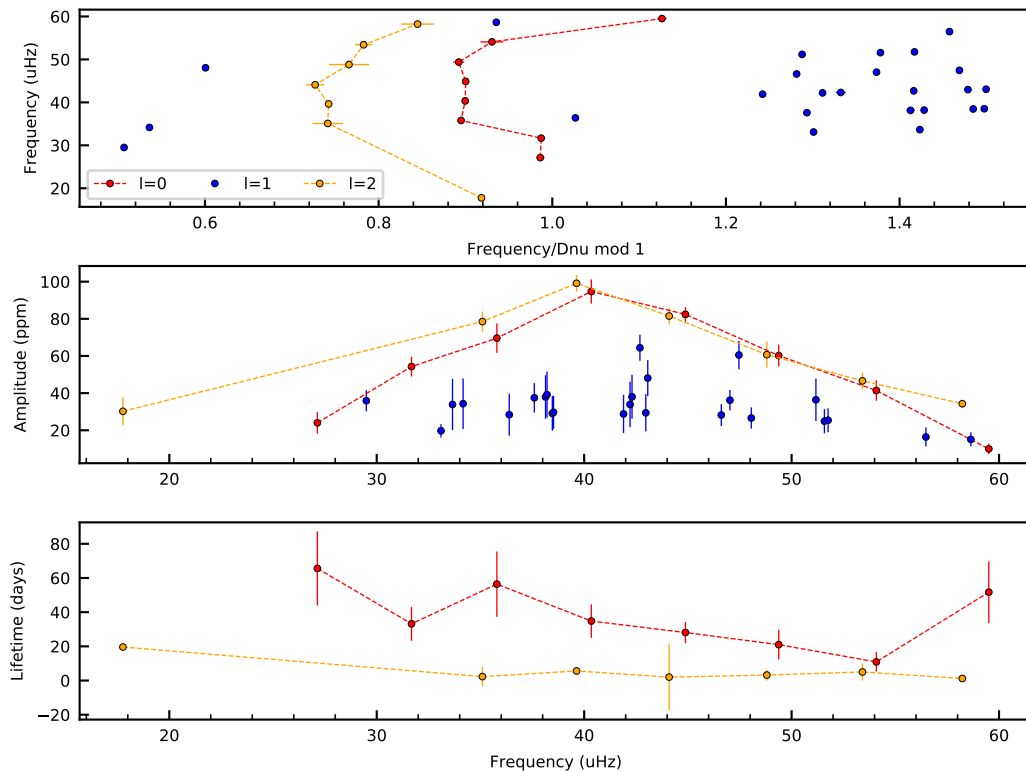 60
50
40
30
20
Frequency (uHz)
l=0 l=1 l=2
0.6 0.8 1.0 1.2 1.4
Frequency/Dnu mod 1
100
80
60
40
20
Amplitude (ppm)
20 30 40 50 60
80
60
40
20
0
−20
Lifetime (days)
20 30 40 50 60
Frequency (uHz)